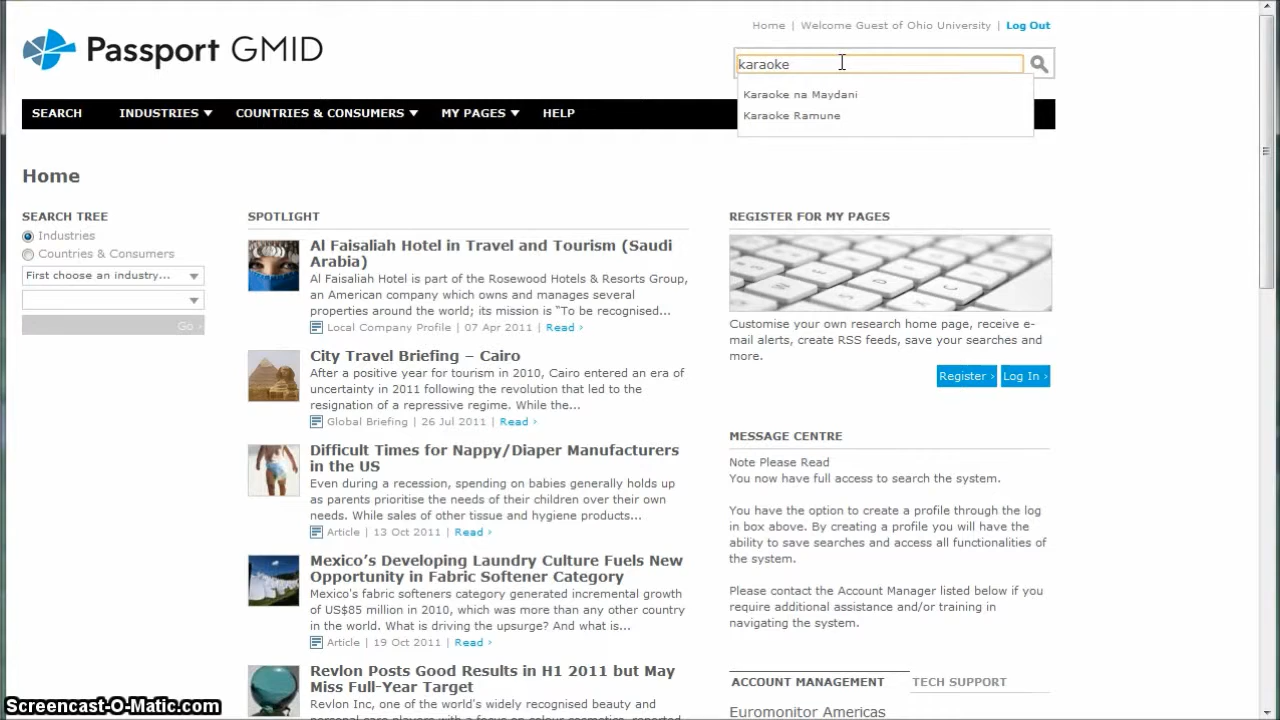 Home | Welcome Guest of Ohio University | Log Out
Passport GMID
karaoke
Karaoke na Maydani
Karaoke Ramune
SEARCH INDUSTRIES COUNTRIES & CONSUMERS MY PAGES HELP
Home
SEARCH TREE
Industries
Countries & Consumers
First choose an industry...
Go ›
SPOTLIGHT
Al Faisaliah Hotel in Travel and Tourism (Saudi
Arabia)
Al Faisaliah Hotel is part of the Rosewood Hotels & Resorts Group,
an American company which owns and manages several
properties around the world; its mission is "To be recognised...
Local Company Profile | 07 Apr 2011 | Read ›
City Travel Briefing – Cairo
After a positive year for tourism in 2010, Cairo entered an era of
uncertainty in 2011 following the revolution that led to the
resignation of a repressive regime. While the...
Global Briefing | 26 Jul 2011 | Read ›
Difficult Times for Nappy/Diaper Manufacturers
in the US
Even during a recession, spending on babies generally holds up
as parents prioritise the needs of their children over their own
needs. While sales of other tissue and hygiene products...
Article | 13 Oct 2011 | Read ›
Mexico's Developing Laundry Culture Fuels New
Opportunity in Fabric Softener Category
Mexico's fabric softeners category generated incremental growth
of US$85 million in 2010, which was more than any other country
in the world. What is driving the upsurge? And what is...
Article | 19 Oct 2011 | Read ›
Revlon Posts Good Results in H1 2011 but May
Miss Full-Year Target
Revlon Inc, one of the world's widely recognised beauty and
personal care players with a focus on colour cosmetics, reported
REGISTER FOR MY PAGES
Customise your own research home page, receive e-
mail alerts, create RSS feeds, save your searches and
more.
Register › Log In ›
MESSAGE CENTRE
Note Please Read
You now have full access to search the system.
You have the option to create a profile through the log
in box above. By creating a profile you will have the
ability to save searches and access all functionalities of
the system.
Please contact the Account Manager listed below if you
require additional assistance and/or training in
navigating the system.
ACCOUNT MANAGEMENT TECH SUPPORT
Euromonitor Americas
Screencast-O-Matic.com